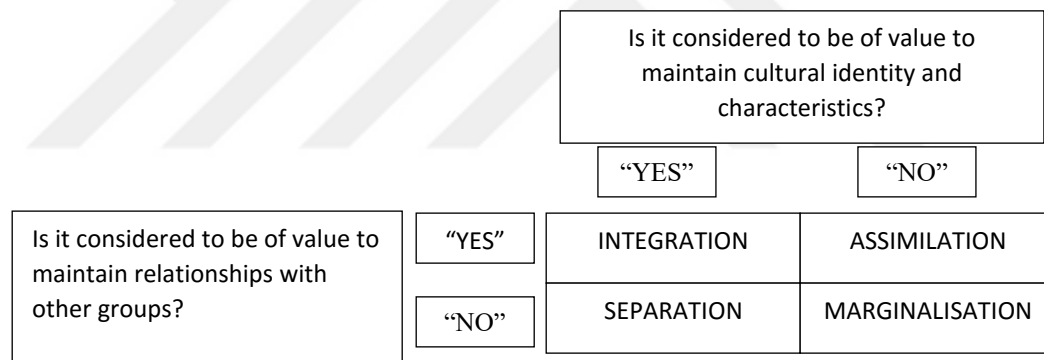 Is it considered to be of value to
maintain cultural identity and
characteristics?
“YES”
“NO”
Is it considered to be of value to
maintain relationships with
other groups?
“YES”
INTEGRATION
ASSIMILATION
“NO”
SEPARATION
MARGINALISATION